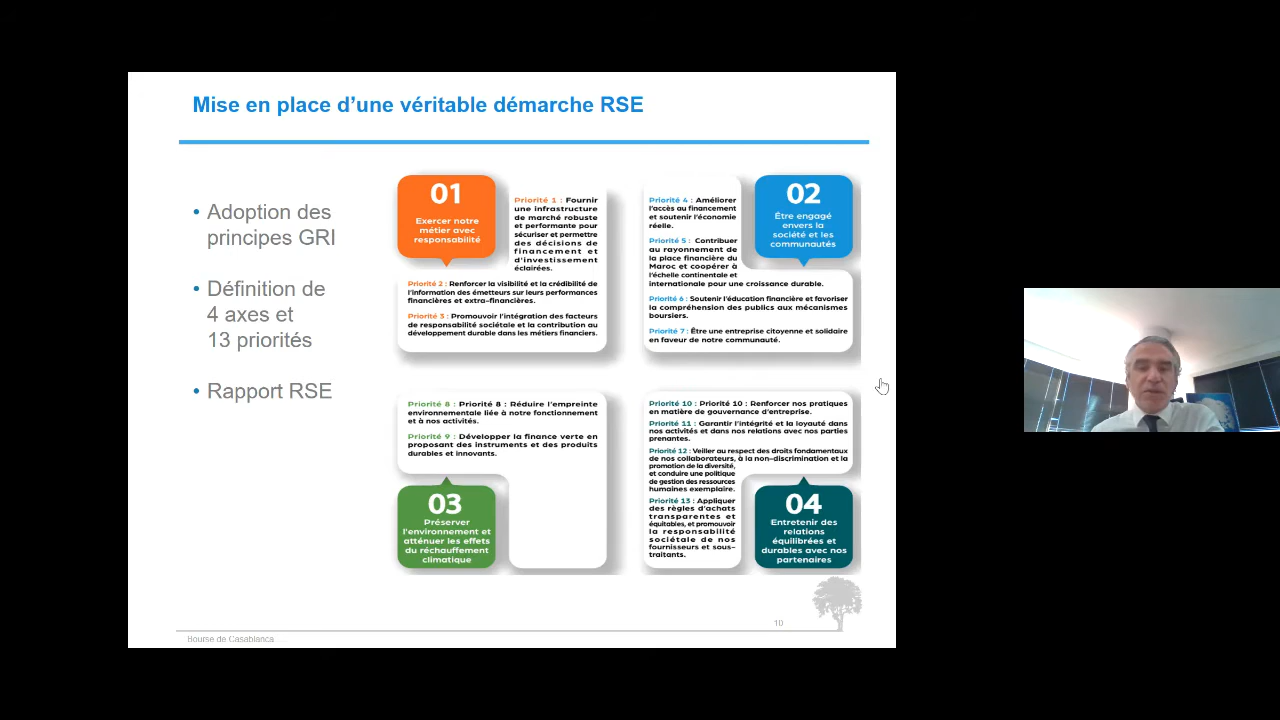 Mise en place d’une véritable démarche RSE
• Adoption des
principes GRI
• Définition de
4 axes et
13 priorités
• Rapport RSE
01
Exercer notre
métier avec
responsabilité
Priorité 1 : Fournir
une infrastructure
de marché robuste
et performante pour
sécuriser et permettre
des décisions de
financement et
d’investissement
éclairées.
Priorité 2 : Renforcer la visibilité et la crédibilité de
l’information des émetteurs sur leurs performances
financières et extra-financières.
Priorité 3 : Promouvoir l’intégration des facteurs
de responsabilité sociétale et la contribution au
développement durable dans les métiers financiers.
02
Être engagé
envers la
société et les
communautés
Priorité 4 : Améliorer
l’accès au financement
et soutenir l’économie
réelle.
Priorité 5 : Contribuer
au rayonnement de
la place financière du
Maroc et coopérer à
l’échelle continentale et
internationale pour une croissance durable.
Priorité 6 : Soutenir l’éducation financière et favoriser
la compréhension des publics aux mécanismes
boursiers.
Priorité 7 : Être une entreprise citoyenne et solidaire
en faveur de notre communauté.
Priorité 8 : Priorité 8 : Réduire l’empreinte
environnementale liée à notre fonctionnement
et à nos activités.
Priorité 9 : Développer la finance verte en
proposant des instruments et des produits
durables et innovants.
03
Préserver
l’environnement et
atténuer les effets
du réchauffement
climatique
Priorité 10 : Priorité 10 : Renforcer nos pratiques
en matière de gouvernance d’entreprise.
Priorité 11 : Garantir l’intégrité et la loyauté dans
nos activités et dans nos relations avec nos parties
prenantes.
Priorité 12 : Veiller au respect des droits fondamentaux
de nos collaborateurs, à la non-discrimination et la
promotion de la diversité,
et conduire une politique
de gestion des ressources
humaines exemplaire.
Priorité 13 : Appliquer
des règles d’achats
transparentes et
équitables, et promouvoir
la responsabilité
sociétale de nos
fournisseurs et sous-
traitants.
04
Entretenir des
relations
équilibrées et
durables avec nos
partenaires
10
Bourse de Casablanca